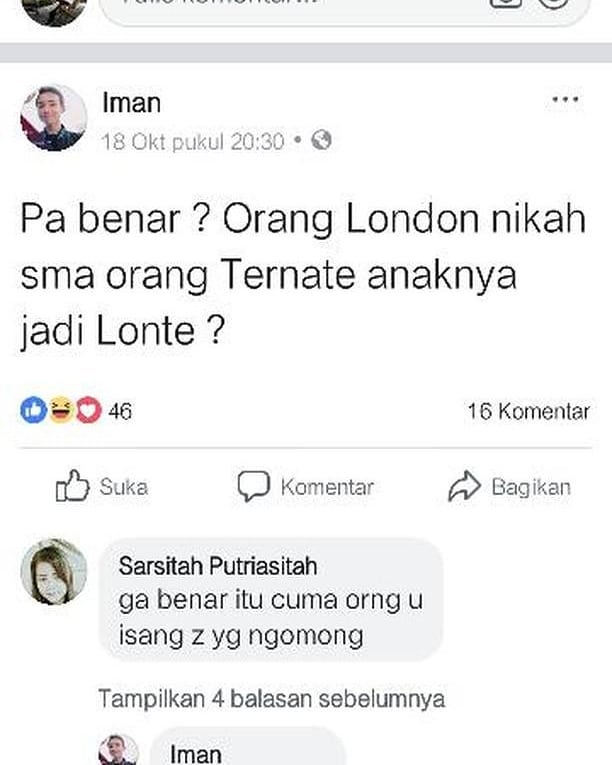 Iman
18 Okt pukul 20:30
Pa benar ? Orang London nikah
sma orang Ternate anaknya
jadi Lonte ?
46
16 Komentar
Suka
Komentar
Bagikan
Sarsitah Putriasitah
ga benar itu cuma orng u
isang z yg ngomong
Tampilkan 4 balasan sebelumnya
Iman